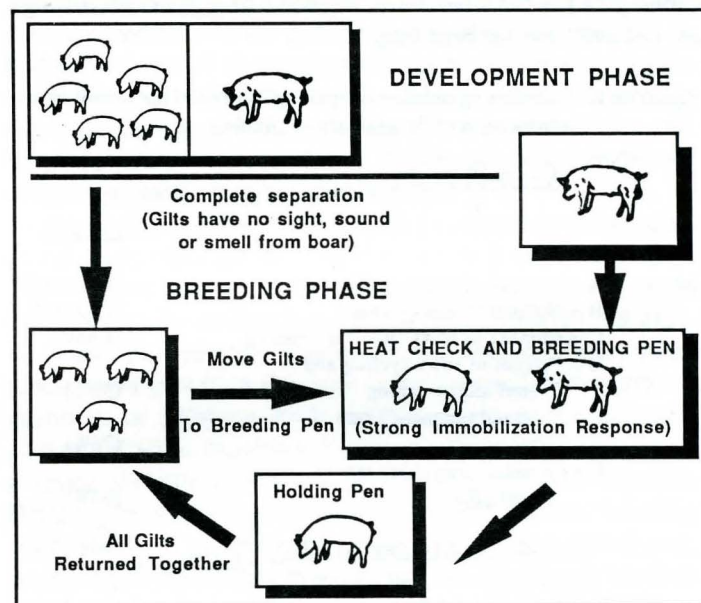 DEVELOPMENT PHASE
Complete separation
(Gilts have no sight, sound
or smell from boar)
BREEDING PHASE
Move Gilts
To Breeding Pen
HEAT CHECK AND BREEDING PEN
(Strong Immobilization Response)
Holding Pen
All Gilts
Returned Together